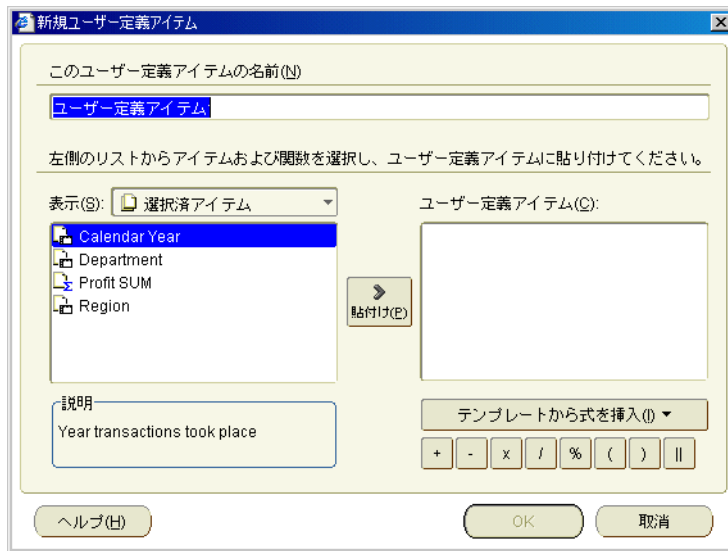 新規ユーザー定義アイテム
このユーザー定義アイテムの名前(N)
ユーザー定義アイテム1
左側のリストからアイテムおよび関数を選択し、ユーザー定義アイテムに貼り付けてください。
表示(S): 選択済アイテム
ユーザー定義アイテム(C):
Calendar Year
Department
Profit SUM
Region
貼付け(P)
説明
Year transactions took place
テンプレートから式を挿入(I)
+ - x / % ( ) ||
ヘルプ(H)
OK
取消